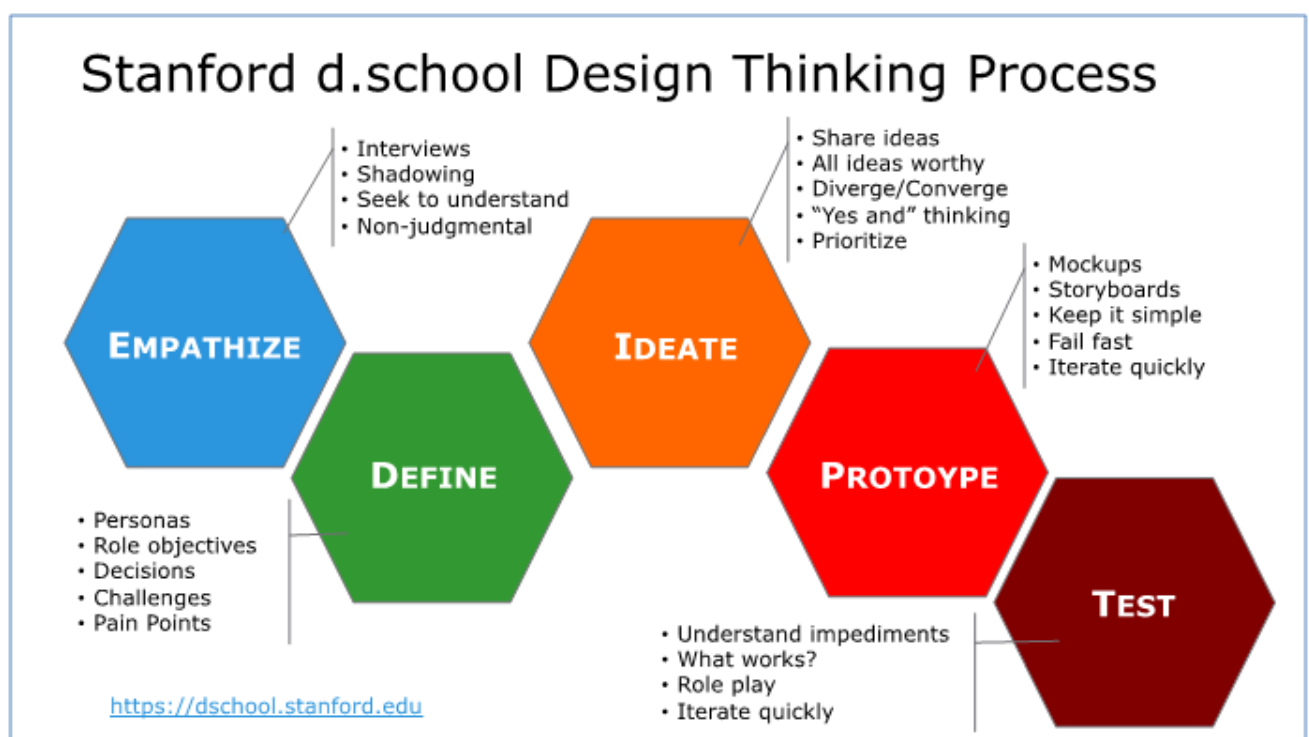 Stanford d.school Design Thinking Process
• Interviews
• Shadowing
• Seek to understand
• Non-judgmental
EMPATHIZE
• Personas
• Role objectives
• Decisions
• Challenges
• Pain Points
DEFINE
• Share ideas
• All ideas worthy
• Diverge/Converge
• “Yes and” thinking
• Prioritize
IDEATE
• Mockups
• Storyboards
• Keep it simple
• Fail fast
• Iterate quickly
PROTOYPE
• Understand impediments
• What works?
• Role play
• Iterate quickly
TEST
https://dschool.stanford.edu